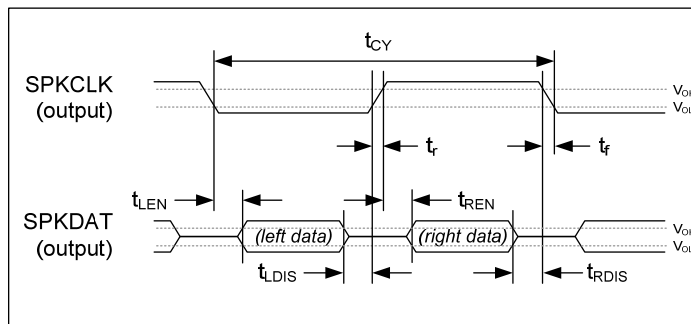 tCY
SPKCLK
(output)
VOH
VOL
tr
tf
tLEN
tREN
SPKDAT
(output)
(left data)
(right data)
VOH
VOL
tLDIS
tRDIS